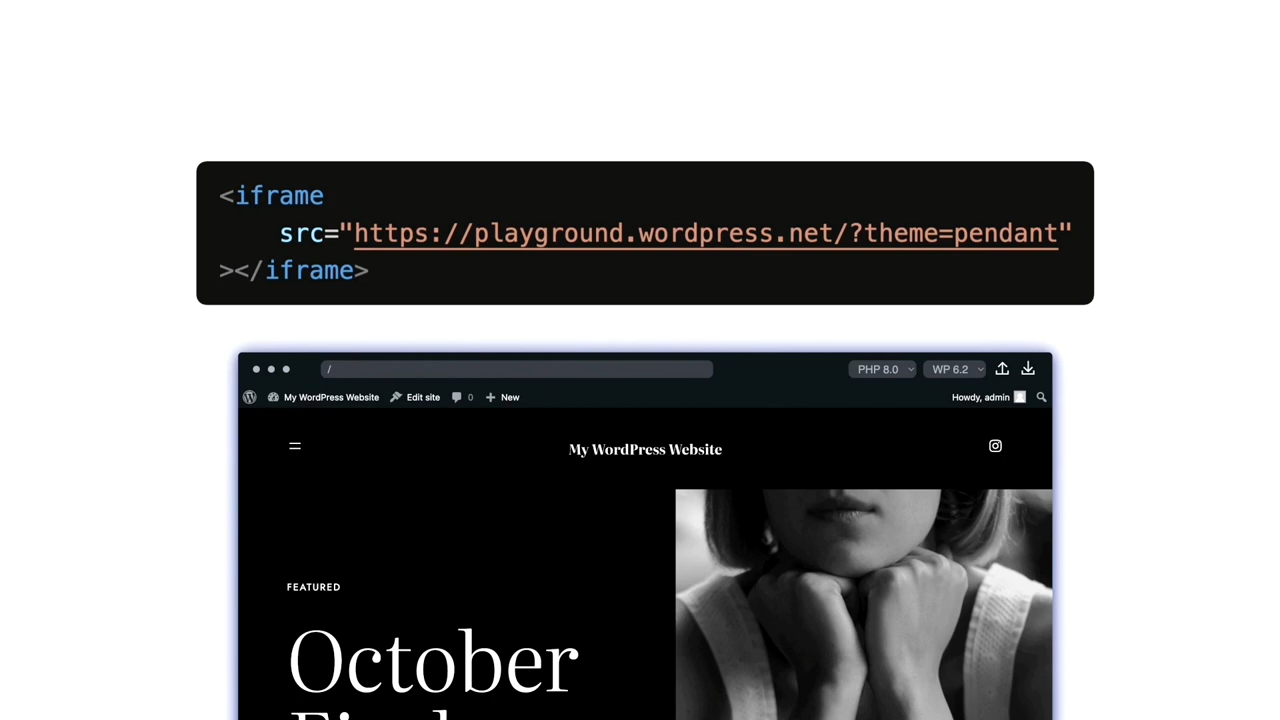 <iframe
src="https://playground.wordpress.net/?theme=pendant"
></iframe>
/
PHP 8.0
WP 6.2
My WordPress Website
Edit site
0
New
Howdy, admin
My WordPress Website
FEATURED
October